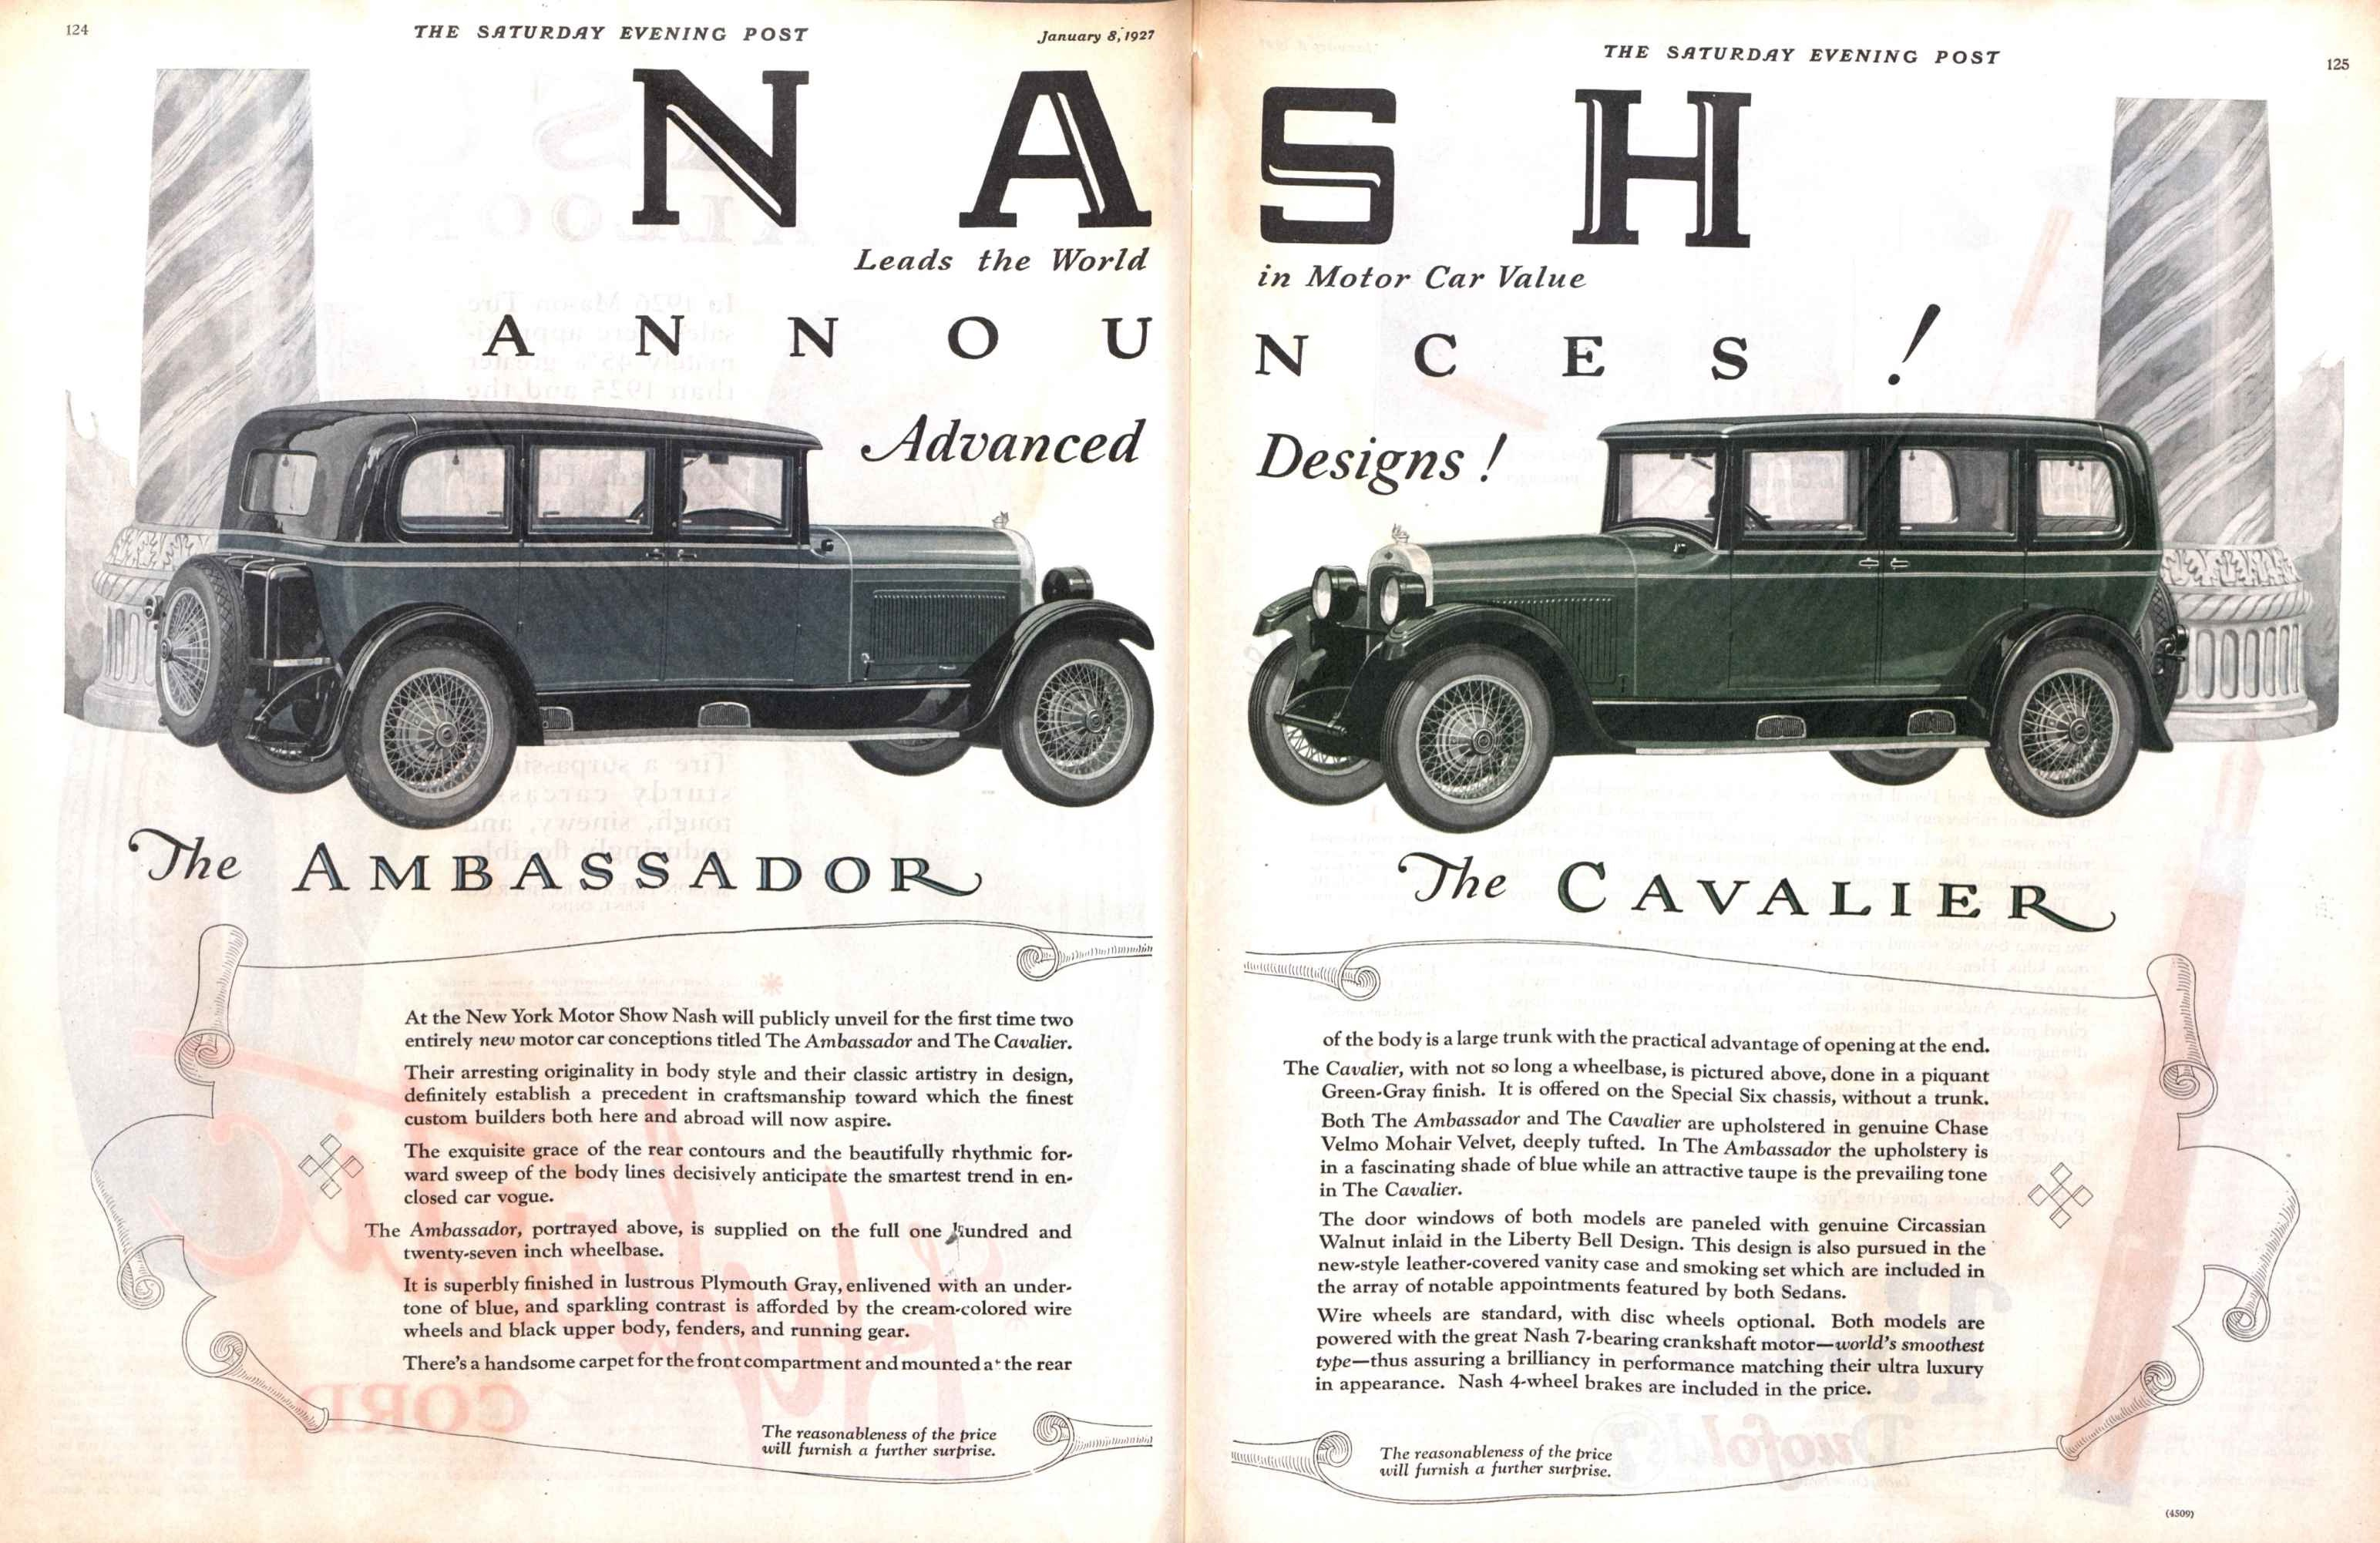 124
THE SATURDAY EVENING POST
January 8, 1927
NA
Leads the World
ANNOU
Advanced
The AMBASSADOR
At the New York Motor Show Nash will publicly unveil for the first time two
entirely new motor car conceptions titled The Ambassador and The Cavalier.
Their arresting originality in body style and their classic artistry in design,
definitely establish a precedent in craftsmanship toward which the finest
custom builders both here and abroad will now aspire.
The exquisite grace of the rear contours and the beautifully rhythmic for-
ward sweep of the body lines decisively anticipate the smartest trend in en-
closed car vogue.
The Ambassador, portrayed above, is supplied on the full one hundred and
twenty-seven inch wheelbase.
It is superbly finished in lustrous Plymouth Gray, enlivened with an under-
tone of blue, and sparkling contrast is afforded by the cream-colored wire
wheels and black upper body, fenders, and running gear.
There's a handsome carpet for the front compartment and mounted at the rear
The reasonableness of the price
will furnish a further surprise.
THE SATURDAY EVENING POST
125
SH
in Motor Car Value
NCES!
Designs!
The CAVALIER
of the body is a large trunk with the practical advantage of opening at the end.
The Cavalier, with not so long a wheelbase, is pictured above, done in a piquant
Green-Gray finish. It is offered on the Special Six chassis, without a trunk.
Both The Ambassador and The Cavalier are upholstered in genuine Chase
Velmo Mohair Velvet, deeply tufted. In The Ambassador the upholstery is
in a fascinating shade of blue while an attractive taupe is the prevailing tone
in The Cavalier.
The door windows of both models are paneled with genuine Circassian
Walnut inlaid in the Liberty Bell Design. This design is also pursued in the
new-style leather-covered vanity case and smoking set which are included in
the array of notable appointments featured by both Sedans.
Wire wheels are standard, with disc wheels optional. Both models are
powered with the great Nash 7-bearing crankshaft motor—world's smoothest
type—thus assuring a brilliancy in performance matching their ultra luxury
in appearance. Nash 4-wheel brakes are included in the price.
The reasonableness of the price
will furnish a further surprise.
(4509)